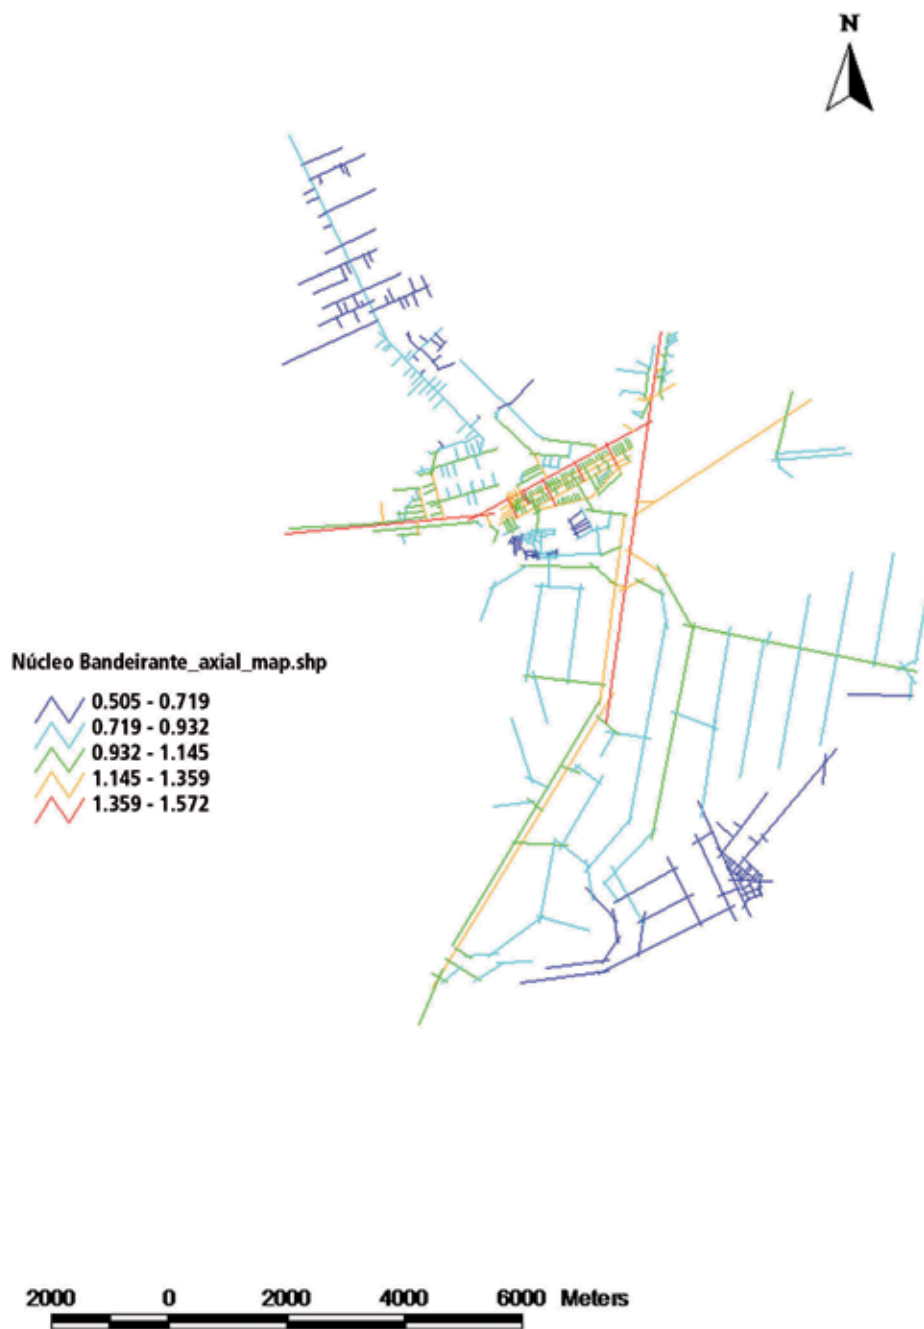 N
Núcleo Bandeirante_axial_map.shp
0.505 - 0.719
0.719 - 0.932
0.932 - 1.145
1.145 - 1.359
1.359 - 1.572
2000 0 2000 4000 6000 Meters